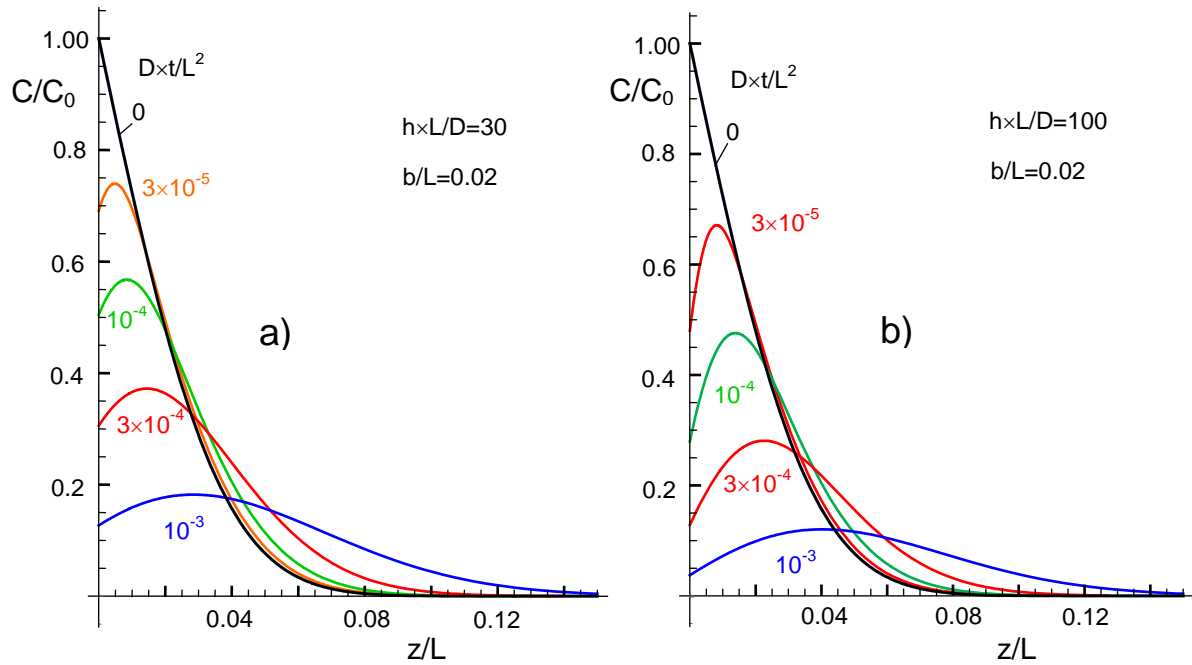 1.00
D×t/L²
C/C₀
0
h×L/D=30
0.8
b/L=0.02
3×10⁻⁵
0.6
10⁻⁴
a)
0.4
3×10⁻⁴
0.2
10⁻³
0.04
0.08
0.12
z/L
1.00
D×t/L²
C/C₀
0
h×L/D=100
0.8
b/L=0.02
3×10⁻⁵
0.6
b)
0.4
10⁻⁴
3×10⁻⁴
0.2
10⁻³
0.04
0.08
0.12
z/L